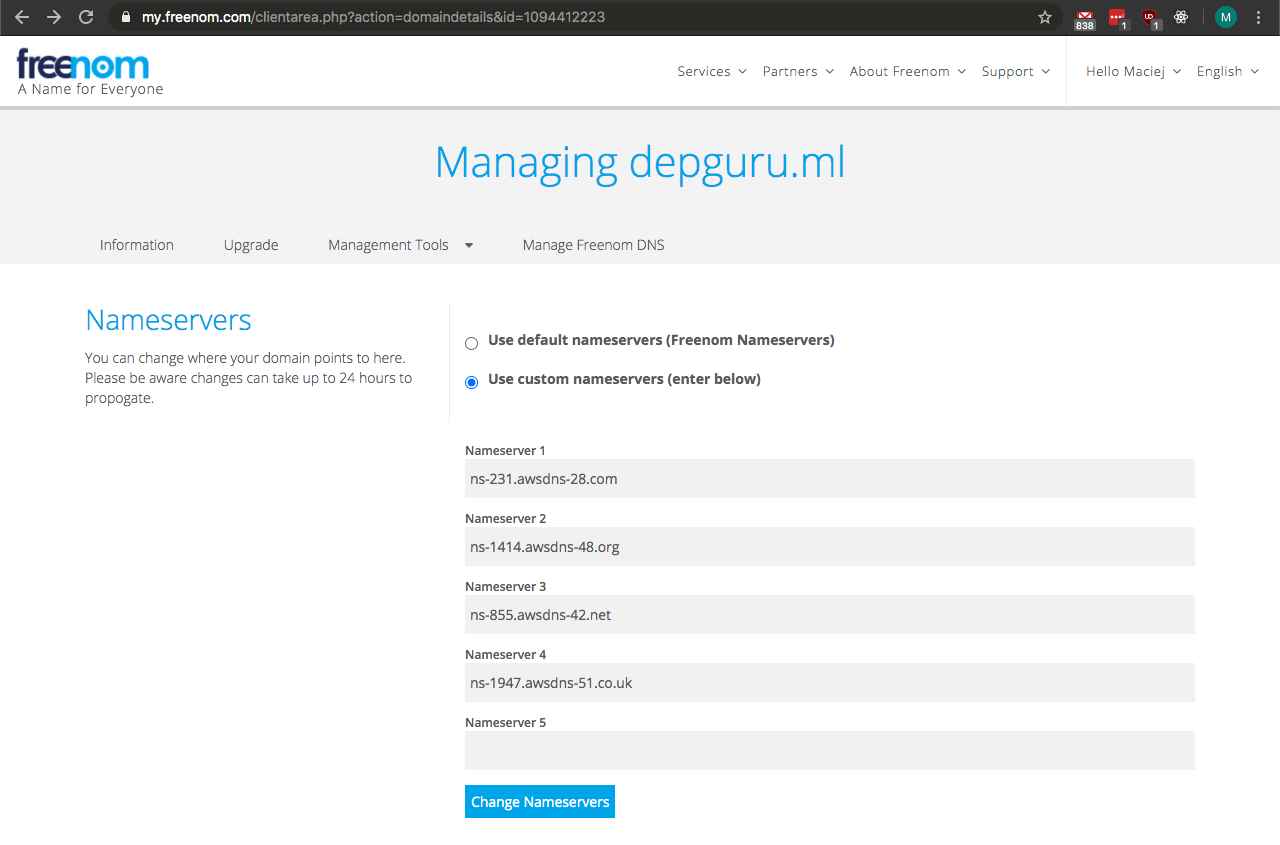 my.freenom.com/clientarea.php?action=domaindetails&id=1094412223
838
1
1
M
freenom
A Name for Everyone
Services
Partners
About Freenom
Support
Hello Maciej
English
Managing depguru.ml
Information
Upgrade
Management Tools
Manage Freenom DNS
Nameservers
You can change where your domain points to here.
Please be aware changes can take up to 24 hours to
propogate.
Use default nameservers (Freenom Nameservers)
Use custom nameservers (enter below)
Nameserver 1
ns-231.awsdns-28.com
Nameserver 2
ns-1414.awsdns-48.org
Nameserver 3
ns-855.awsdns-42.net
Nameserver 4
ns-1947.awsdns-51.co.uk
Nameserver 5
Change Nameservers